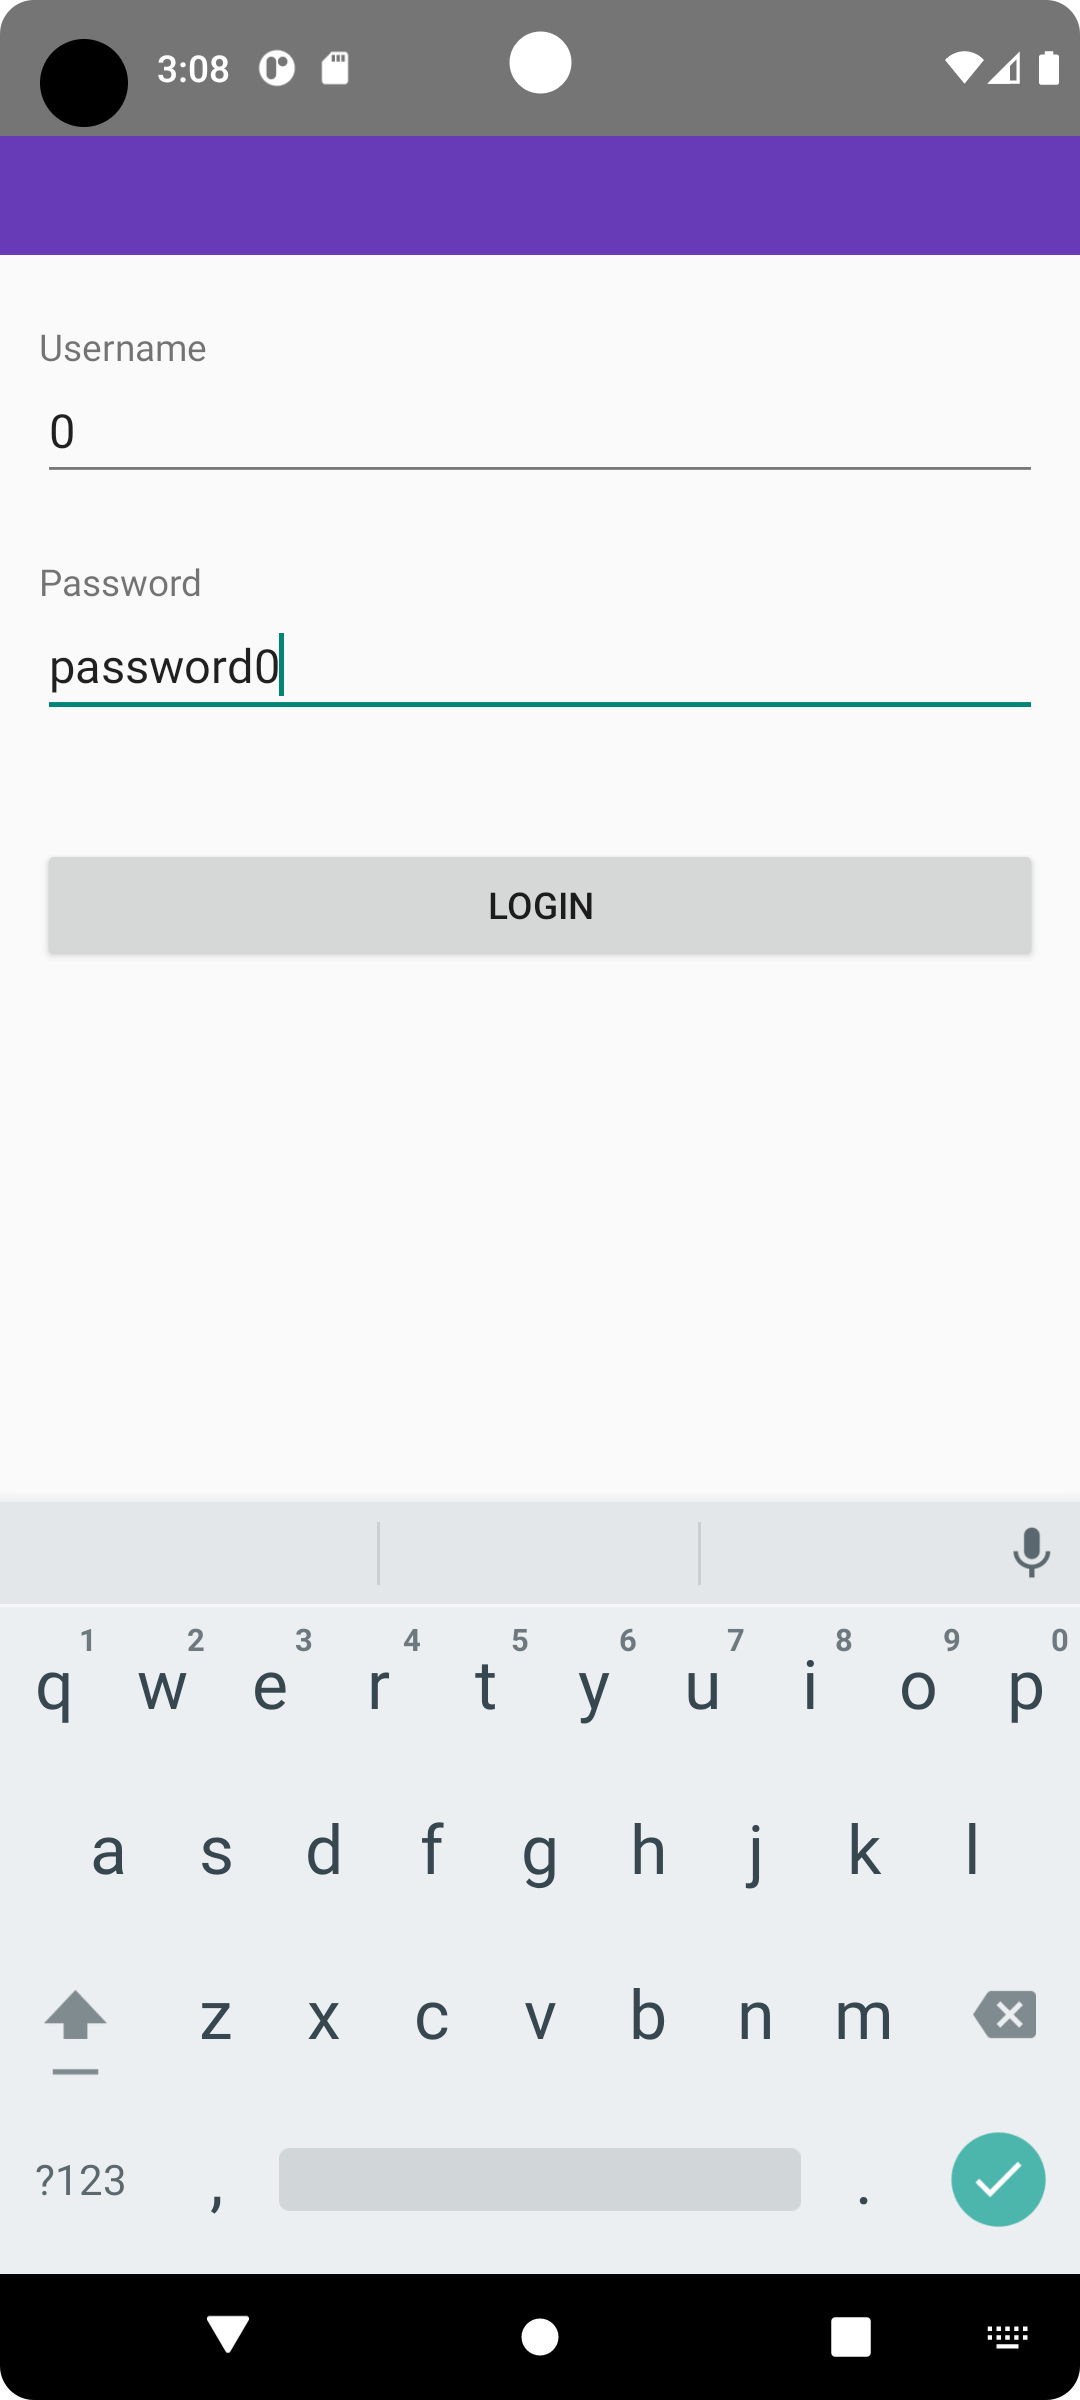 3:08
Username
0
Password
password0
LOGIN
1 2 3 4 5 6 7 8 9 0
q w e r t y u i o p
a s d f g h j k l
z x c v b n m
?123 , .